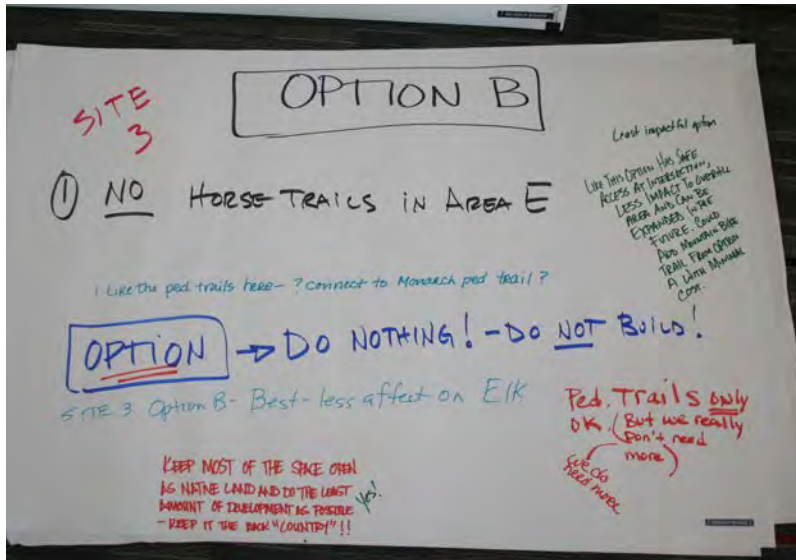 OPTION B
SITE
3
Least impactful option
① NO HORSE TRAILS IN AREA E
LIKE THIS OPTION HAS SAFE
ACCESS AT INTERSECTION,
LESS IMPACT TO OVERALL
AREA AND CAN BE
EXPANDED IN THE
FUTURE. COULD
ADD MOUNTAIN BIKE
TRAIL FROM OPTION
A WITH MINIMAL
COST.
I Like the ped trails here - ? connect to Monarch ped trail ?
OPTION → DO NOTHING! - DO NOT BUILD!
SITE 3 Option B - Best - less affect on Elk
Ped. Trails only
OK. (But we really
Don't need
more)
we do
need more
KEEP MOST OF THE SPACE OPEN
AS NATIVE LAND AND DO THE LEAST
AMOUNT OF DEVELOPMENT AS POSSIBLE
- KEEP IT THE BACK "COUNTRY"!!
Yes!